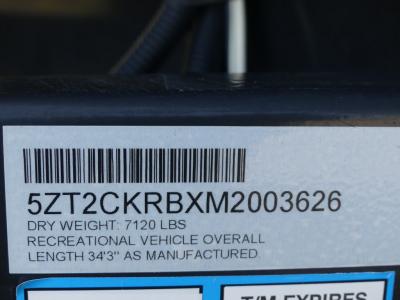 5ZT2CKRBXM2003626
DRY WEIGHT: 7120 LBS
RECREATIONAL VEHICLE OVERALL
LENGTH 34'3" AS MANUFACTURED
T/M EXPIRES